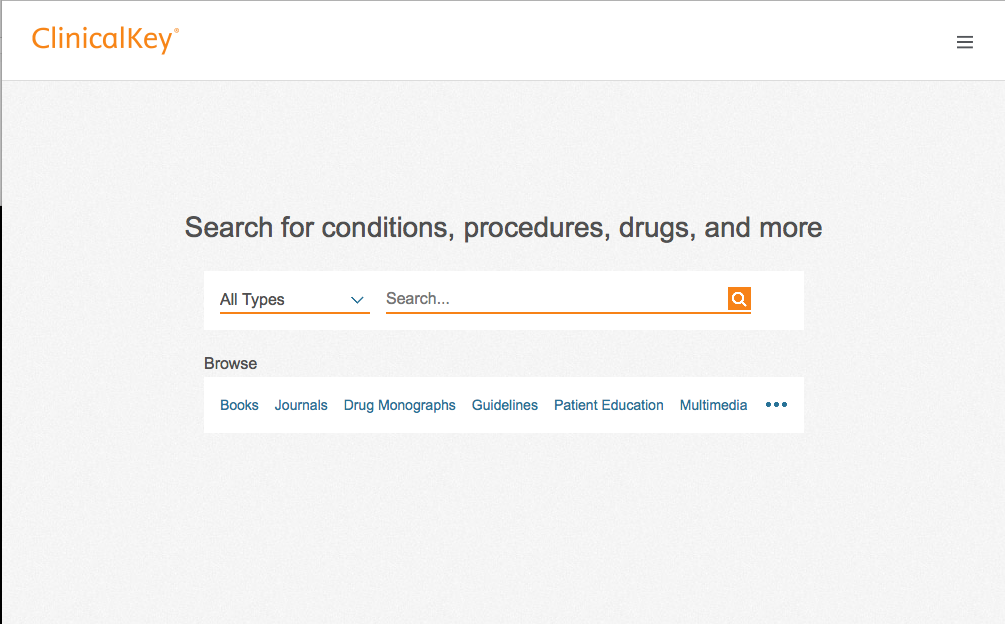 ClinicalKey®
Search for conditions, procedures, drugs, and more
All Types Search...
Browse
Books Journals Drug Monographs Guidelines Patient Education Multimedia •••